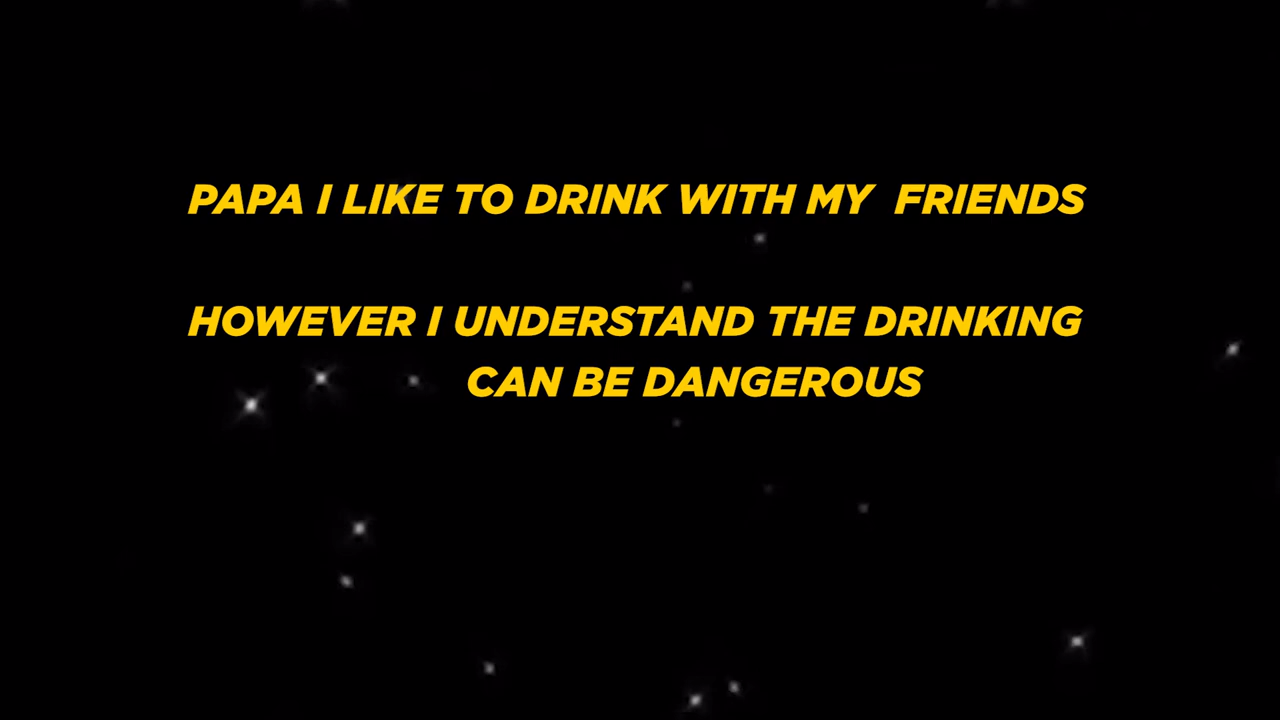 PAPA I LIKE TO DRINK WITH MY  FRIENDS
HOWEVER I UNDERSTAND THE DRINKING
CAN BE DANGEROUS